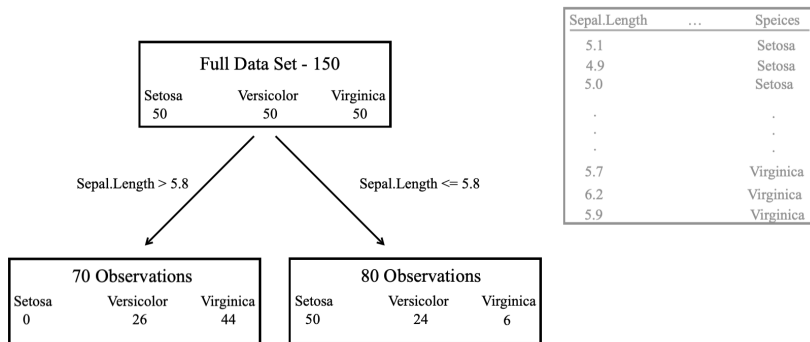 Full Data Set - 150
Setosa Versicolor Virginica
50 50 50
Sepal.Length > 5.8
Sepal.Length <= 5.8
70 Observations
Setosa Versicolor Virginica
0 26 44
80 Observations
Setosa Versicolor Virginica
50 24 6
Sepal.Length … Speices
5.1 Setosa
4.9 Setosa
5.0 Setosa
. .
. .
. .
5.7 Virginica
6.2 Virginica
5.9 Virginica